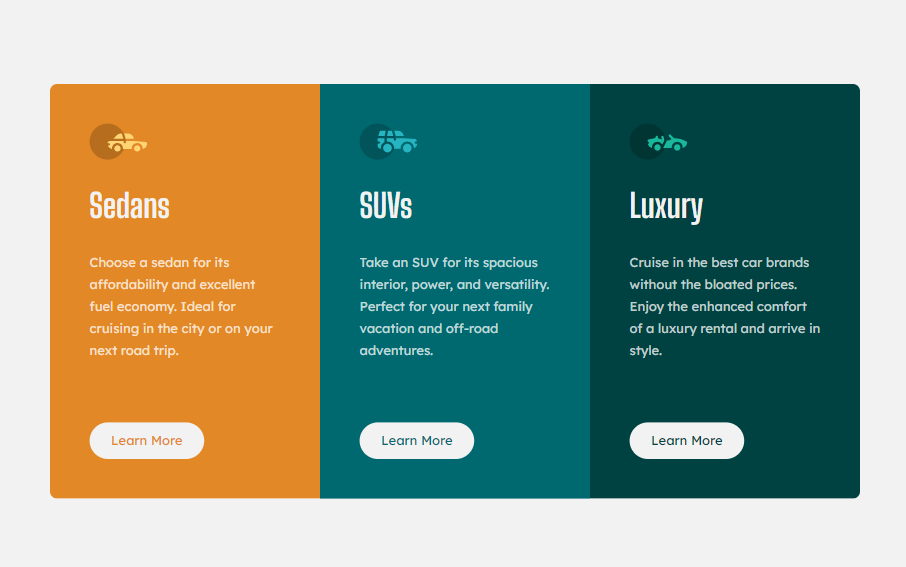 Sedans
Choose a sedan for its
affordability and excellent
fuel economy. Ideal for
cruising in the city or on your
next road trip.
Learn More
SUVs
Take an SUV for its spacious
interior, power, and versatility.
Perfect for your next family
vacation and off-road
adventures.
Learn More
Luxury
Cruise in the best car brands
without the bloated prices.
Enjoy the enhanced comfort
of a luxury rental and arrive in
style.
Learn More